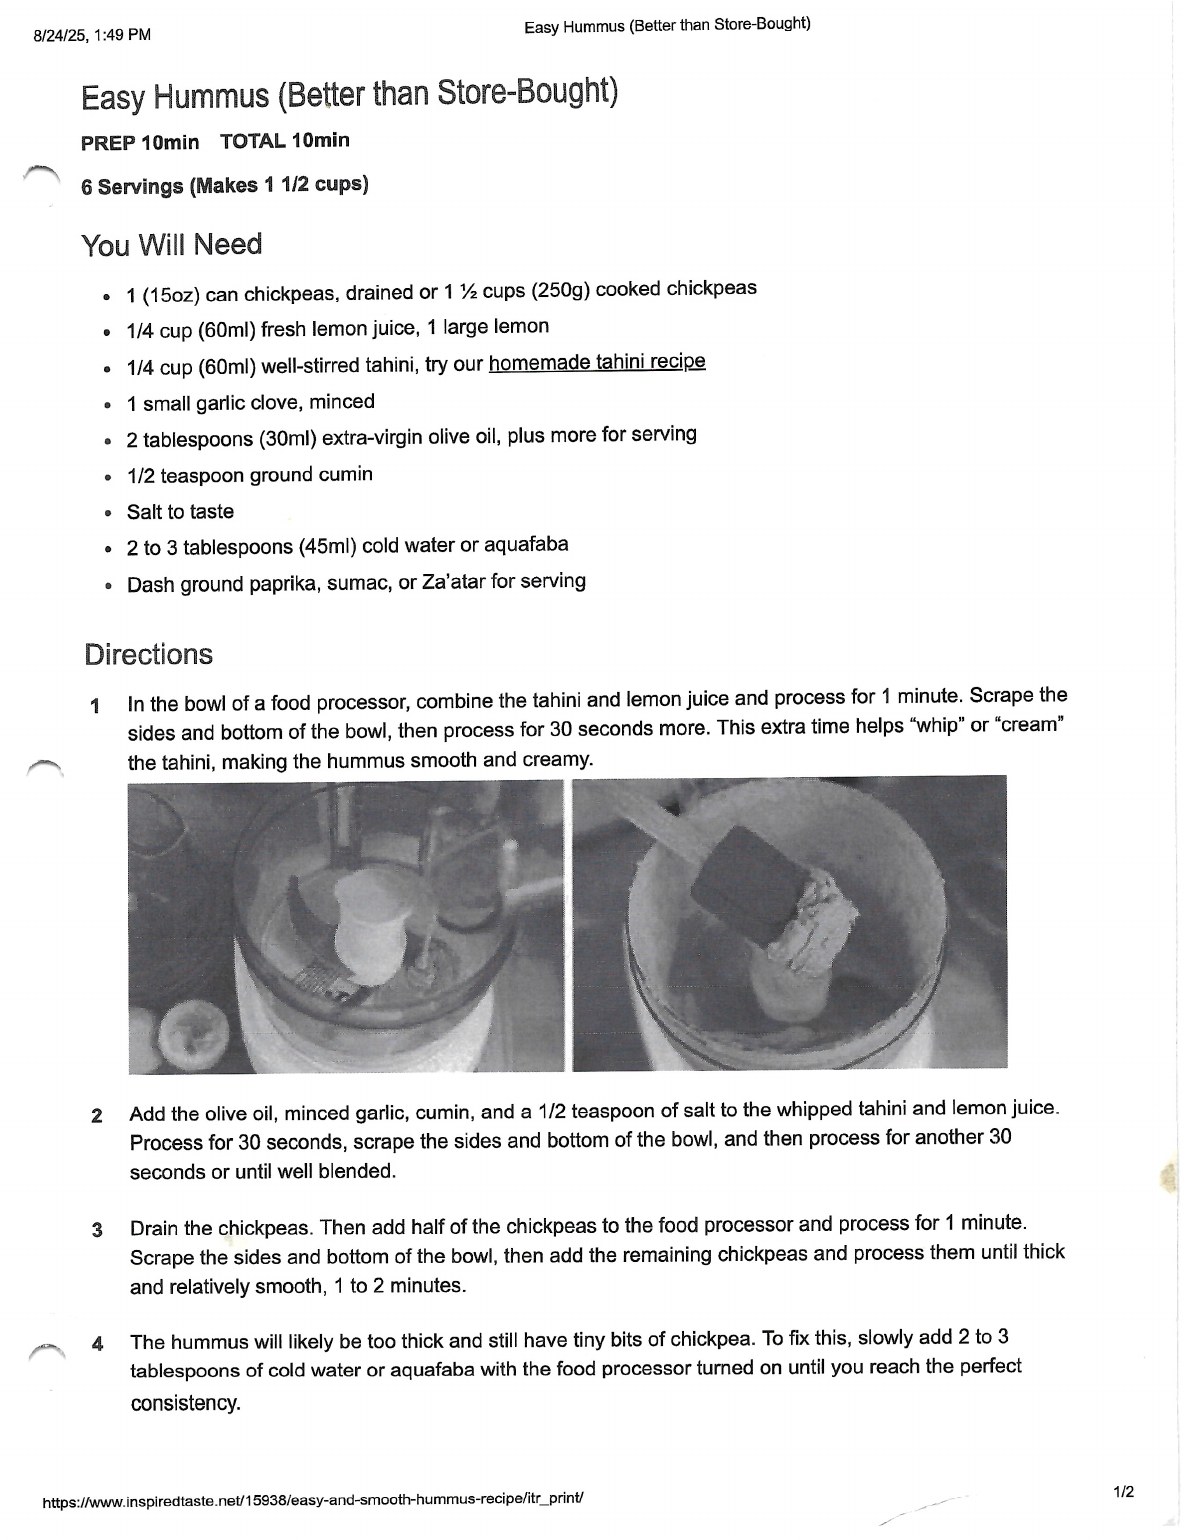 8/24/25, 1:49 PM
Easy Hummus (Better than Store-Bought)
Easy Hummus (Better than Store-Bought)
PREP 10min TOTAL 10min
6 Servings (Makes 1 1/2 cups)
You Will Need
• 1 (15oz) can chickpeas, drained or 1 ½ cups (250g) cooked chickpeas
• 1/4 cup (60ml) fresh lemon juice, 1 large lemon
• 1/4 cup (60ml) well-stirred tahini, try our homemade tahini recipe
• 1 small garlic clove, minced
• 2 tablespoons (30ml) extra-virgin olive oil, plus more for serving
• 1/2 teaspoon ground cumin
• Salt to taste
• 2 to 3 tablespoons (45ml) cold water or aquafaba
• Dash ground paprika, sumac, or Za’atar for serving
Directions
1 In the bowl of a food processor, combine the tahini and lemon juice and process for 1 minute. Scrape the
sides and bottom of the bowl, then process for 30 seconds more. This extra time helps “whip” or “cream”
the tahini, making the hummus smooth and creamy.
2 Add the olive oil, minced garlic, cumin, and a 1/2 teaspoon of salt to the whipped tahini and lemon juice.
Process for 30 seconds, scrape the sides and bottom of the bowl, and then process for another 30
seconds or until well blended.
3 Drain the chickpeas. Then add half of the chickpeas to the food processor and process for 1 minute.
Scrape the sides and bottom of the bowl, then add the remaining chickpeas and process them until thick
and relatively smooth, 1 to 2 minutes.
4 The hummus will likely be too thick and still have tiny bits of chickpea. To fix this, slowly add 2 to 3
tablespoons of cold water or aquafaba with the food processor turned on until you reach the perfect
consistency.
https://www.inspiredtaste.net/15938/easy-and-smooth-hummus-recipe/itr_print/
1/2